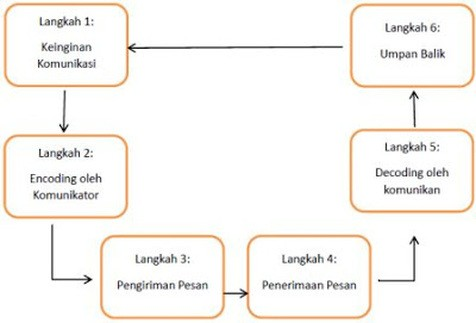 Langkah 1:
Keinginan
Komunikasi
Langkah 2:
Encoding oleh
Komunikator
Langkah 3:
Pengiriman Pesan
Langkah 4:
Penerimaan Pesan
Langkah 5:
Decoding oleh
komunikan
Langkah 6:
Umpan Balik